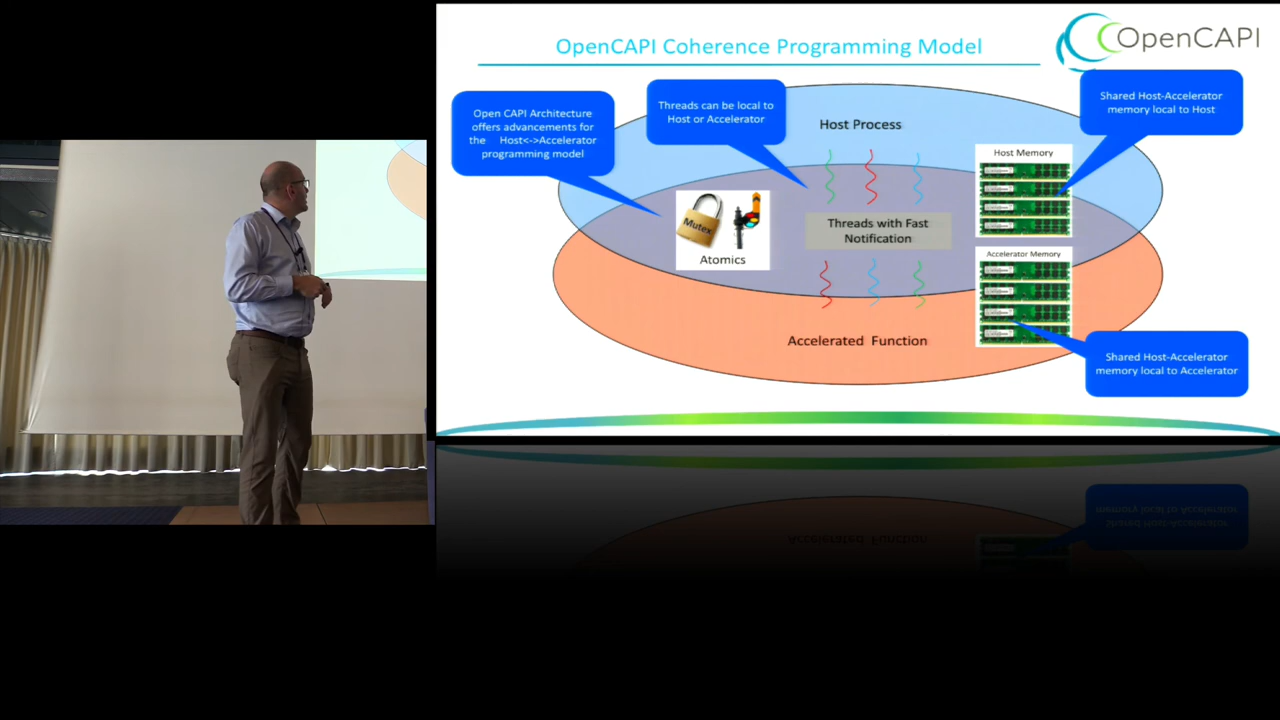 OpenCAPI Coherence Programming Model
OpenCAPI
Open CAPI Architecture
offers advancements for
the Host<->Accelerator
programming model
Threads can be local to
Host or Accelerator
Host Process
Shared Host-Accelerator
memory local to Host
Host Memory
Mutex
Atomics
Threads with Fast
Notification
Accelerator Memory
Accelerated Function
Shared Host-Accelerator
memory local to Accelerator